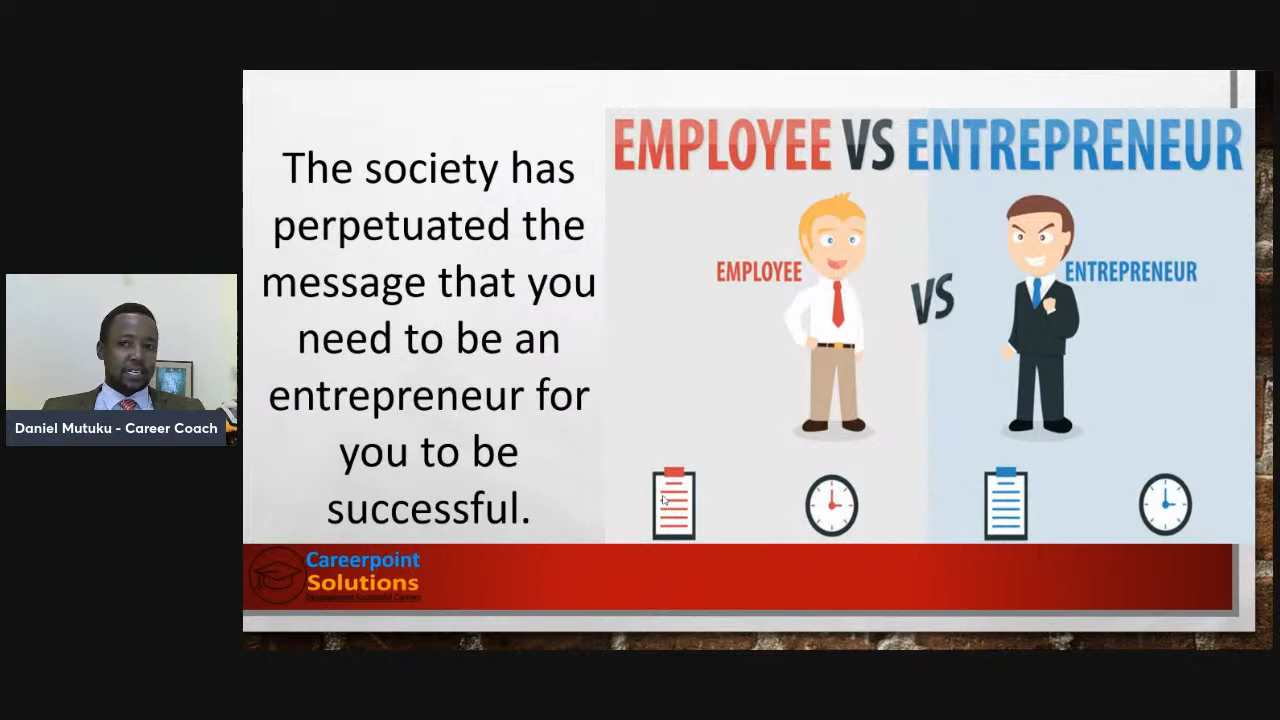 The society has
perpetuated the
message that you
need to be an
entrepreneur for
you to be
successful.
EMPLOYEE VS ENTREPRENEUR
EMPLOYEE
VS
ENTREPRENEUR
Daniel Mutuku - Career Coach
Careerpoint
Solutions